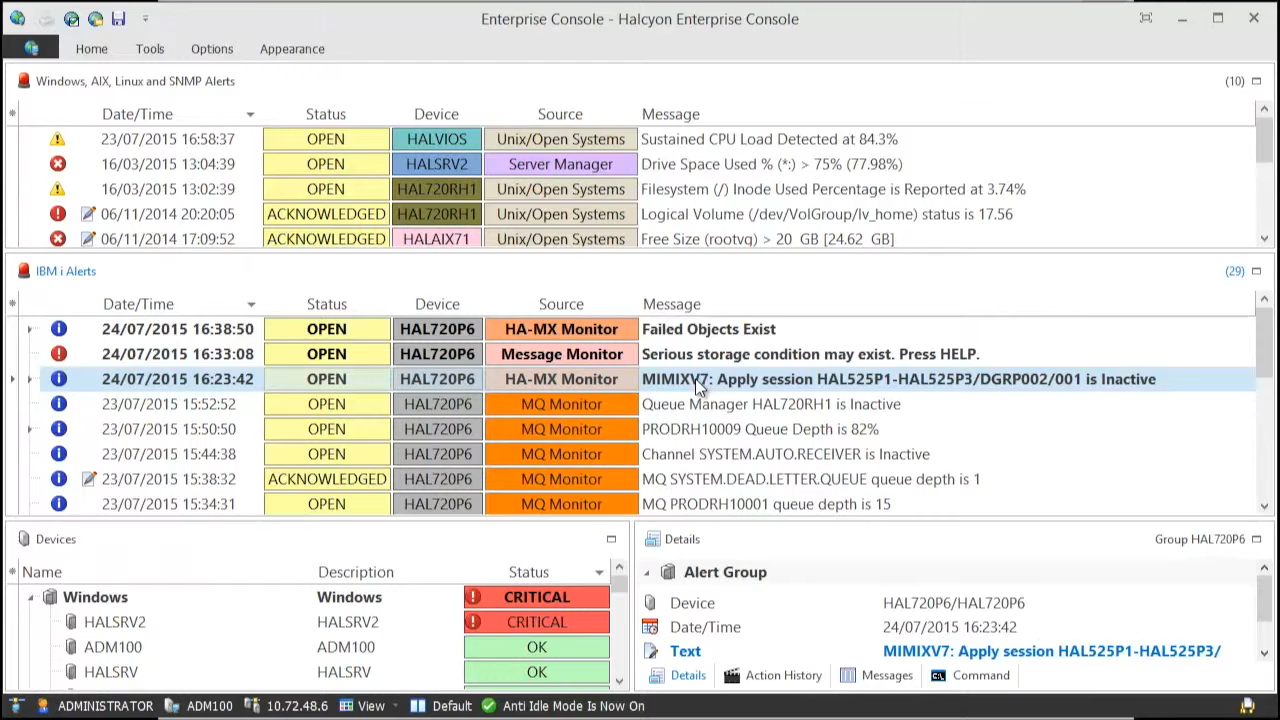 Enterprise Console - Halcyon Enterprise Console
Home Tools Options Appearance
Windows, AIX, Linux and SNMP Alerts (10)
Date/Time Status Device Source Message
23/07/2015 16:58:37 OPEN HALVIOS Unix/Open Systems Sustained CPU Load Detected at 84.3%
16/03/2015 13:04:39 OPEN HALSRV2 Server Manager Drive Space Used % (*:) > 75% (77.98%)
16/03/2015 13:02:39 OPEN HAL720RH1 Unix/Open Systems Filesystem (/) Inode Used Percentage is Reported at 3.74%
06/11/2014 20:20:05 ACKNOWLEDGED HAL720RH1 Unix/Open Systems Logical Volume (/dev/VolGroup/lv_home) status is 17.56
06/11/2014 17:09:52 ACKNOWLEDGED HALAIX71 Unix/Open Systems Free Size (rootvg) > 20 GB [24.62 GB]
IBM i Alerts (29)
Date/Time Status Device Source Message
24/07/2015 16:38:50 OPEN HAL720P6 HA-MX Monitor Failed Objects Exist
24/07/2015 16:33:08 OPEN HAL720P6 Message Monitor Serious storage condition may exist. Press HELP.
24/07/2015 16:23:42 OPEN HAL720P6 HA-MX Monitor MIMIXV7: Apply session HAL525P1-HAL525P3/DGRP002/001 is Inactive
23/07/2015 15:52:52 OPEN HAL720P6 MQ Monitor Queue Manager HAL720RH1 is Inactive
23/07/2015 15:50:50 OPEN HAL720P6 MQ Monitor PRODRH10009 Queue Depth is 82%
23/07/2015 15:44:38 OPEN HAL720P6 MQ Monitor Channel SYSTEM.AUTO.RECEIVER is Inactive
23/07/2015 15:38:32 ACKNOWLEDGED HAL720P6 MQ Monitor MQ SYSTEM.DEAD.LETTER.QUEUE queue depth is 1
23/07/2015 15:34:31 OPEN HAL720P6 MQ Monitor MQ PRODRH10001 queue depth is 15
Devices
Name Description Status
Windows Windows CRITICAL
HALSRV2 HALSRV2 CRITICAL
ADM100 ADM100 OK
HALSRV HALSRV OK
Details Group HAL720P6
Alert Group
Device HAL720P6/HAL720P6
Date/Time 24/07/2015 16:23:42
Text MIMIXV7: Apply session HAL525P1-HAL525P3/
Details Action History Messages Command
ADMINISTRATOR ADM100 10.72.48.6 View Default Anti Idle Mode Is Now On